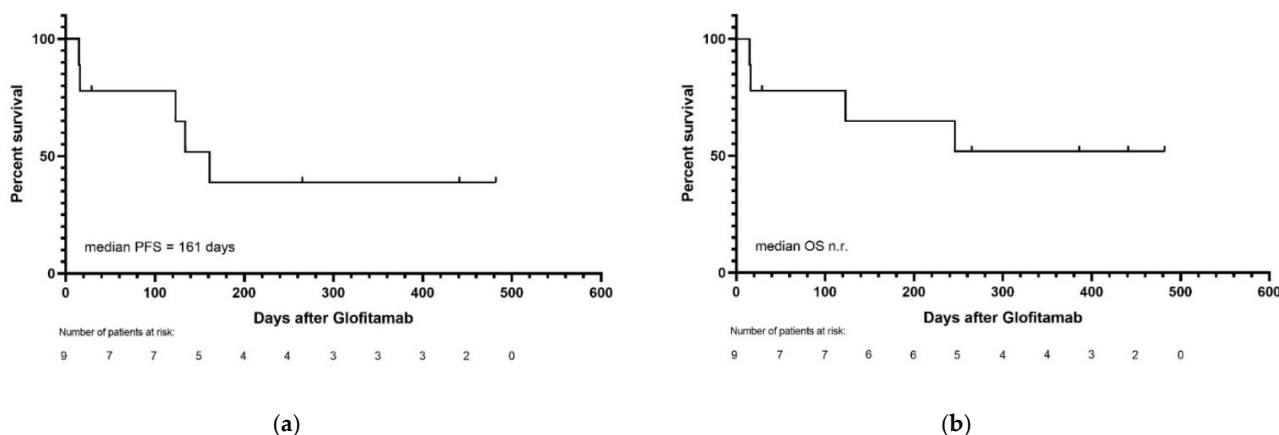 100
50
0
Percent survival
median PFS = 161 days
0 100 200 300 400 500 600
Days after Glofitamab
Number of patients at risk:
9 7 7 5 4 4 3 3 3 2 0
(a)
100
50
0
Percent survival
median OS n.r.
0 100 200 300 400 500 600
Days after Glofitamab
Number of patients at risk:
9 7 7 6 6 5 4 4 3 2 0
(b)